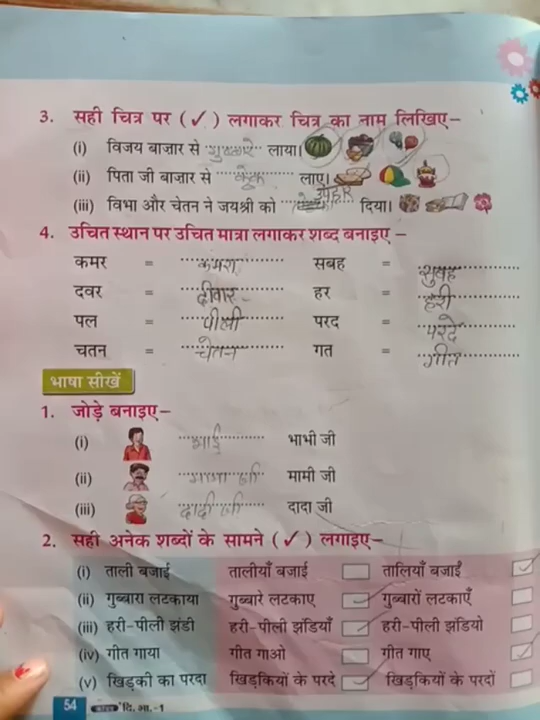 3. सही चित्र पर (✓) लगाकर चित्र का नाम लिखिए–
(i) विजय बाज़ार से गुब्बारे लाया।
(ii) पिता जी बाज़ार से केक लाए।
(iii) विभा और चेतन ने जयश्री को उपहार दिया।
4. उचित स्थान पर उचित मात्रा लगाकर शब्द बनाइए –
कमर = कमरा सबह = सुबह
दवर = दीवार हर = हरी
पल = पीली परद = परदे
चतन = चेतन गत = गीत
भाषा सीखें
1. जोड़े बनाइए–
(i) भाई भाभी जी
(ii) मामा जी मामी जी
(iii) दादी जी दादा जी
2. सही अनेक शब्दों के सामने (✓) लगाइए–
(i) ताली बजाई तालीयाँ बजाई तालियाँ बजाईं ✓
(ii) गुब्बारा लटकाया गुब्बारे लटकाए ✓ गुब्बारों लटकाएँ
(iii) हरी-पीली झंडी हरी-पीली झंडियाँ ✓ हरी-पीली झंडियो
(iv) गीत गाया गीत गाओ गीत गाए ✓
(v) खिड़की का परदा खिड़कियों के परदे ✓ खिड़कियों के परदों
54 हि. भा.-1